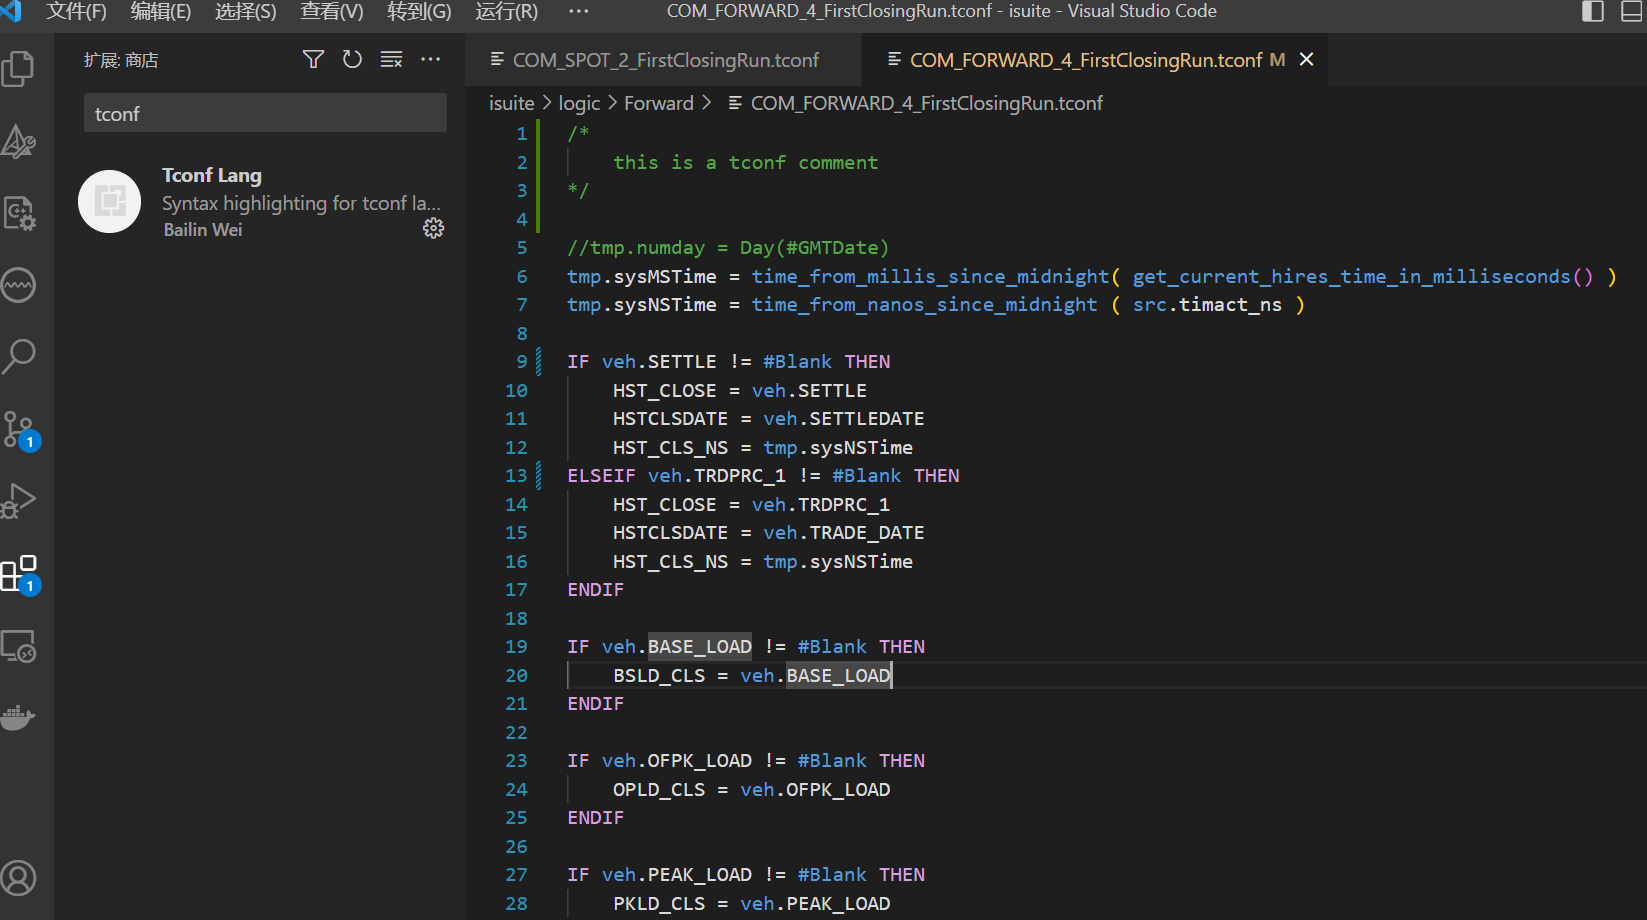 文件(F) 编辑(E) 选择(S) 查看(V) 转到(G) 运行(R) ··· COM_FORWARD_4_FirstClosingRun.tconf - isuite - Visual Studio Code
扩展: 商店
tconf
Tconf Lang
Syntax highlighting for tconf la...
Bailin Wei
1
1
COM_SPOT_2_FirstClosingRun.tconf COM_FORWARD_4_FirstClosingRun.tconf M
isuite > logic > Forward > COM_FORWARD_4_FirstClosingRun.tconf
1 /*
2     this is a tconf comment
3 */
4
5 //tmp.numday = Day(#GMTDate)
6 tmp.sysMSTime = time_from_millis_since_midnight( get_current_hires_time_in_milliseconds() )
7 tmp.sysNSTime = time_from_nanos_since_midnight ( src.timact_ns )
8
9 IF veh.SETTLE != #Blank THEN
10     HST_CLOSE = veh.SETTLE
11     HSTCLSDATE = veh.SETTLEDATE
12     HST_CLS_NS = tmp.sysNSTime
13 ELSEIF veh.TRDPRC_1 != #Blank THEN
14     HST_CLOSE = veh.TRDPRC_1
15     HSTCLSDATE = veh.TRADE_DATE
16     HST_CLS_NS = tmp.sysNSTime
17 ENDIF
18
19 IF veh.BASE_LOAD != #Blank THEN
20     BSLD_CLS = veh.BASE_LOAD
21 ENDIF
22
23 IF veh.OFPK_LOAD != #Blank THEN
24     OPLD_CLS = veh.OFPK_LOAD
25 ENDIF
26
27 IF veh.PEAK_LOAD != #Blank THEN
28     PKLD_CLS = veh.PEAK_LOAD